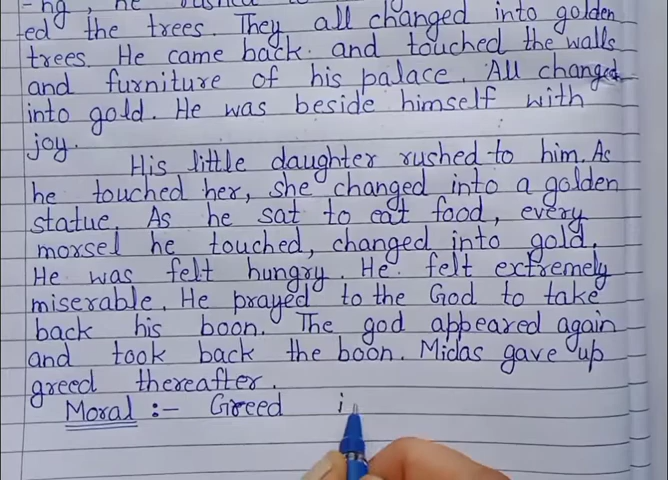 -ng, he rushed to
-ed the trees. They all changed into golden
trees. He came back and touched the walls
and furniture of his palace. All changed
into gold. He was beside himself with
joy.
His little daughter rushed to him. As
he touched her, she changed into a golden
statue. As he sat to eat food, every
morsel he touched, changed into gold.
He was felt hungry. He felt extremely
miserable. He prayed to the God to take
back his boon. The god appeared again
and took back the boon. Midas gave up
greed thereafter.
Moral :- Greed i